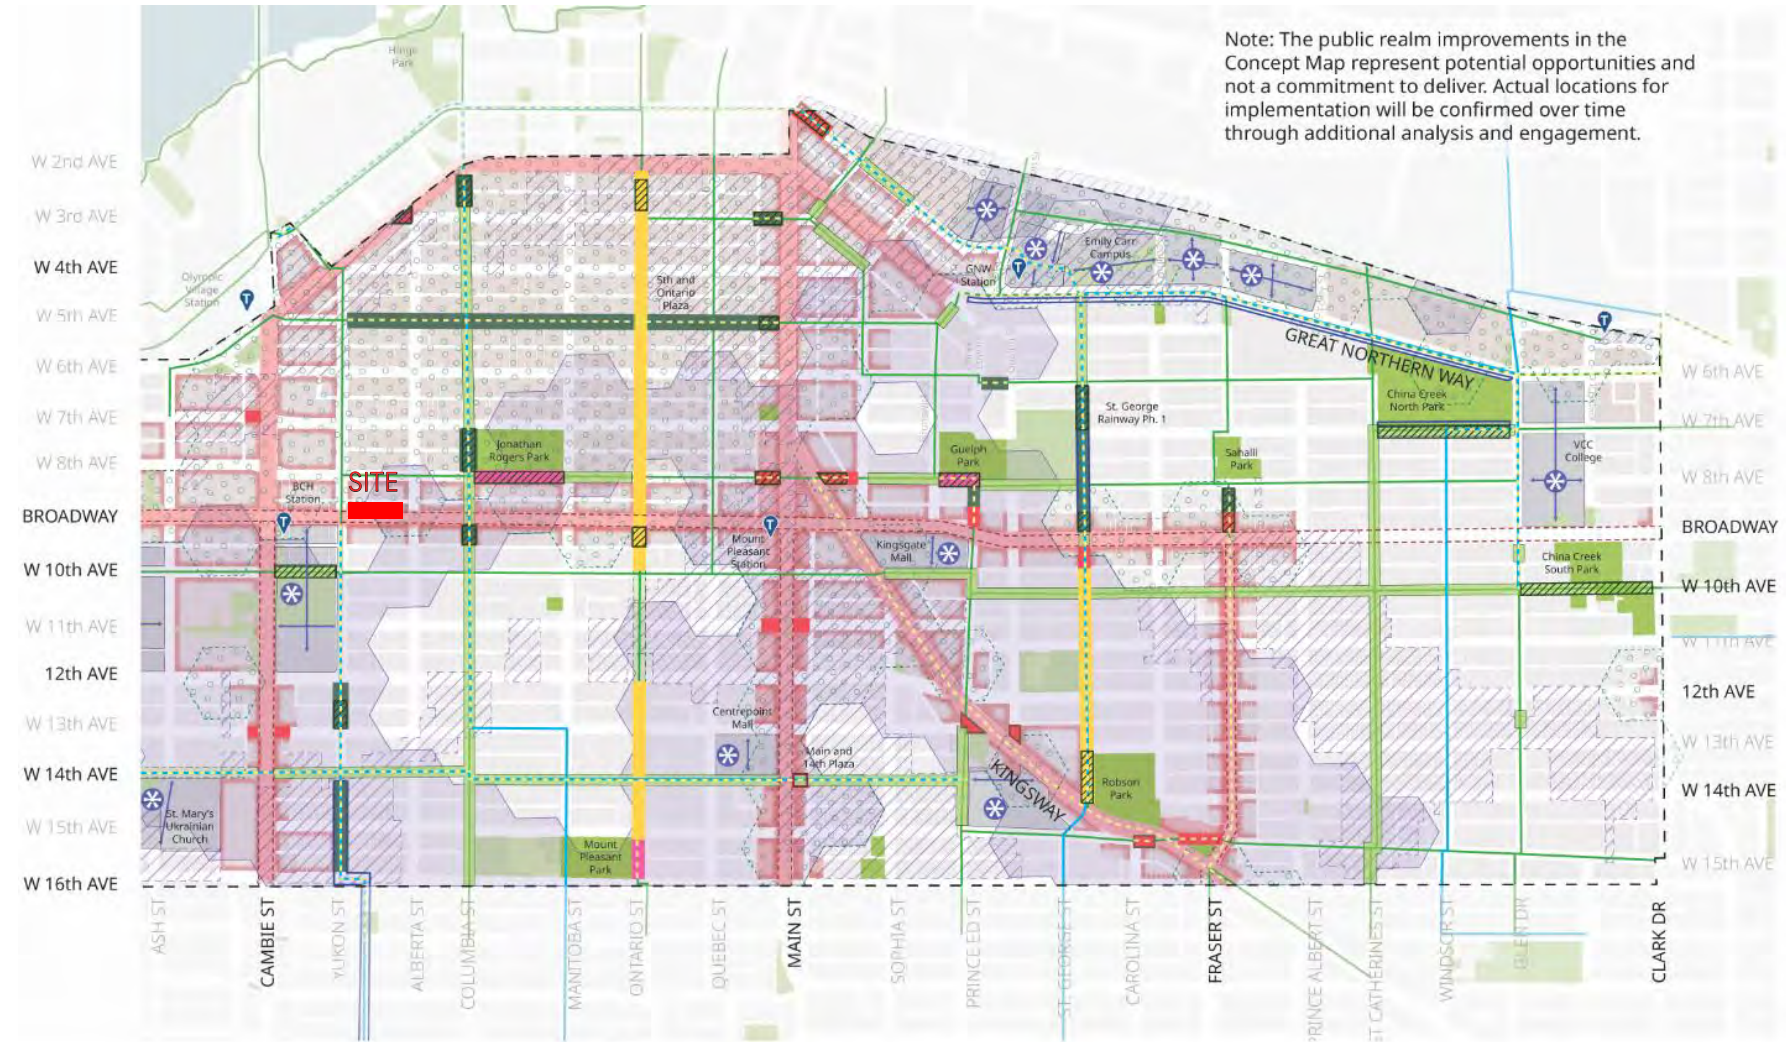 Note: The public realm improvements in the
Concept Map represent potential opportunities and
not a commitment to deliver. Actual locations for
implementation will be confirmed over time
through additional analysis and engagement.
Hinge
Park
W 2nd AVE
W 3rd AVE
W 4th AVE
W 5th AVE
W 6th AVE
W 7th AVE
W 8th AVE
BROADWAY
W 10th AVE
W 11th AVE
12th AVE
W 13th AVE
W 14th AVE
W 15th AVE
W 16th AVE
Olympic
Village
Station
T
5th and
Ontario
Plaza
GNW
Station
T
Emily Carr
Campus
T
GREAT NORTHERN WAY
China Creek
North Park
St. George
Rainway Ph. 1
Jonathan
Rogers Park
Guelph
Park
Sahalli
Park
VCC
College
BCH
Station
T
SITE
Mount
Pleasant
Station
T
Kingsgate
Mall
China Creek
South Park
Centrepoint
Mall
Main and
14th Plaza
KINGSWAY
Robson
Park
St. Mary's
Ukrainian
Church
Mount
Pleasant
Park
W 6th AVE
W 7th AVE
W 8th AVE
BROADWAY
W 10th AVE
W 11th AVE
12th AVE
W 13th AVE
W 14th AVE
W 15th AVE
ASH ST
CAMBIE ST
YUKON ST
ALBERTA ST
COLUMBIA ST
MANITOBA ST
ONTARIO ST
QUEBEC ST
MAIN ST
SOPHIA ST
PRINCE ED ST
ST. GEORGE ST
CAROLINA ST
FRASER ST
PRINCE ALBERT ST
ST CATHERINES ST
WINDSOR ST
GLEN DR
CLARK DR